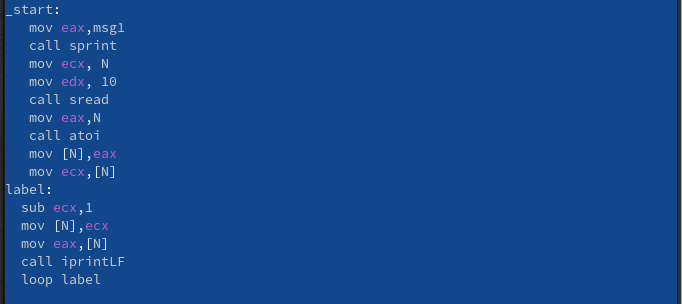 _start:
mov eax,msg1
call sprint
mov ecx, N
mov edx, 10
call sread
mov eax,N
call atoi
mov [N],eax
mov ecx,[N]
label:
sub ecx,1
mov [N],ecx
mov eax,[N]
call iprintLF
loop label